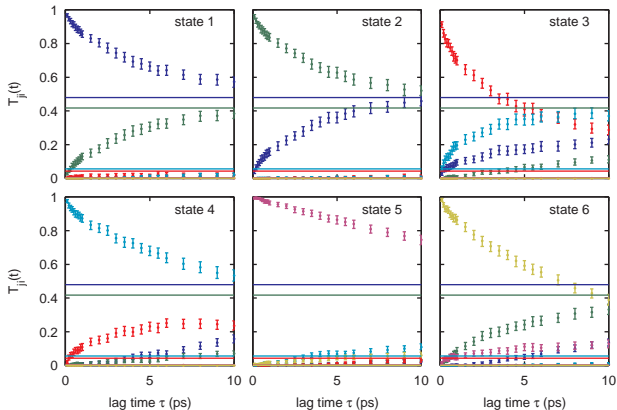 state 1
state 2
state 3
1
0.8
0.6
0.4
0.2
0
T_ji(t)
state 4
state 5
state 6
1
0.8
0.6
0.4
0.2
0
T_ji(t)
0 5 10 0 5 10 0 5 10
lag time τ (ps)
lag time τ (ps)
lag time τ (ps)